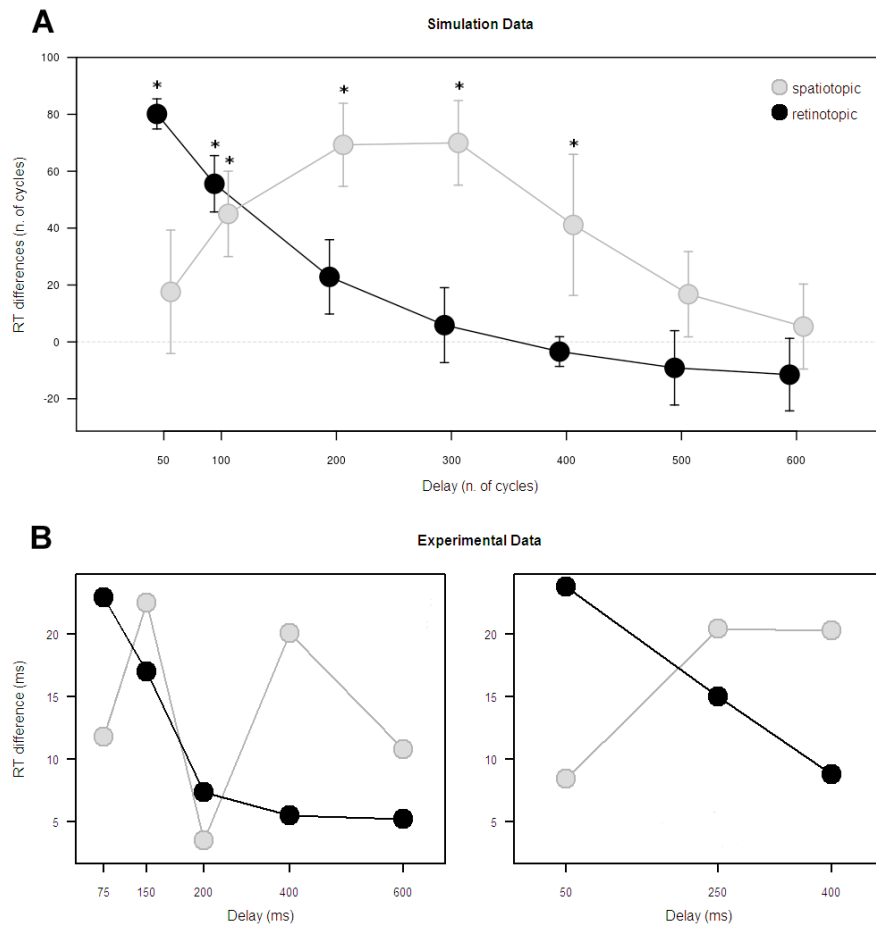 A
Simulation Data
100
80
60
40
20
0
-20
RT differences (n. of cycles)
* * * * * *
spatiotopic
retinotopic
50 100 200 300 400 500 600
Delay (n. of cycles)
B
Experimental Data
20
15
10
5
RT difference (ms)
75 150 200 400 600
Delay (ms)
20
15
10
5
50 250 400
Delay (ms)